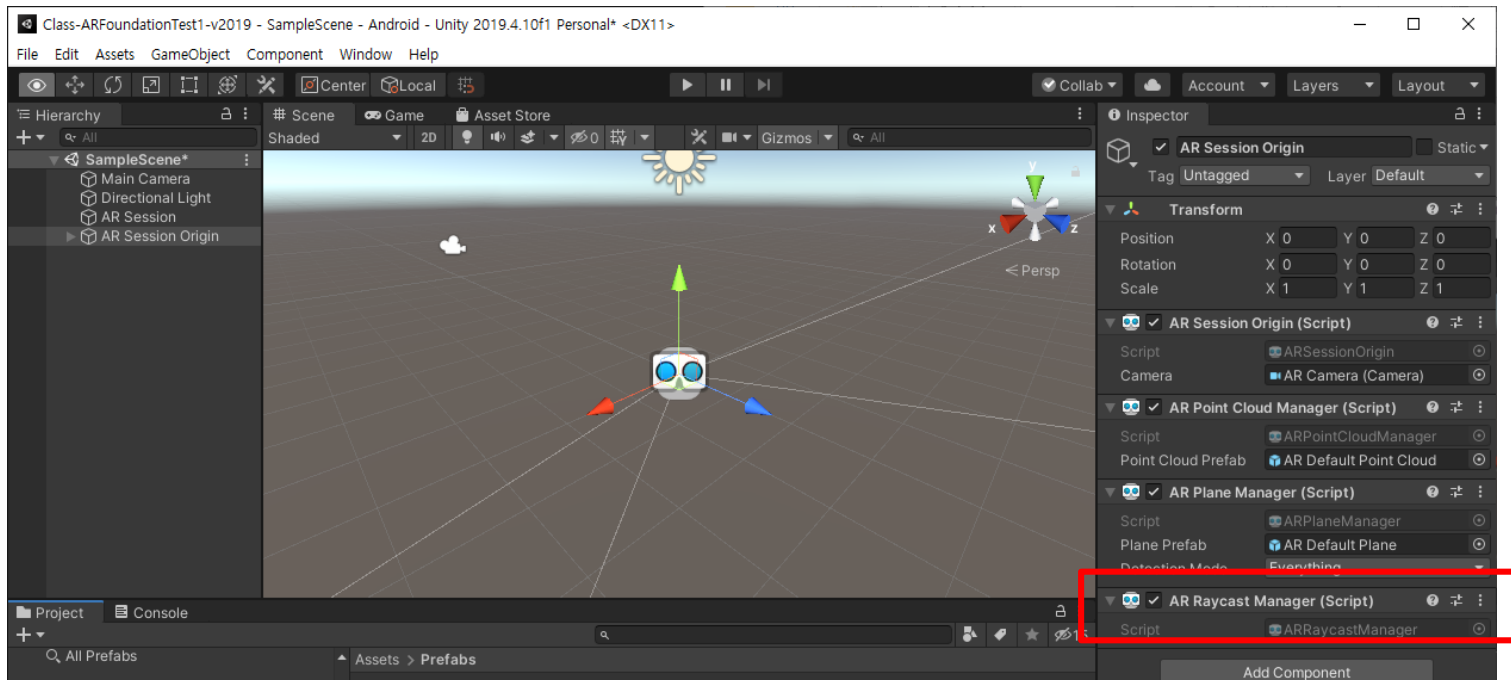 Class-ARFoundationTest1-v2019 - SampleScene - Android - Unity 2019.4.10f1 Personal* <DX11>
File Edit Assets GameObject Component Window Help
Center Local
Collab Account Layers Layout
Hierarchy
All
SampleScene*
Main Camera
Directional Light
AR Session
AR Session Origin
Scene Game Asset Store
Shaded 2D 0 Gizmos All
y
x z
Persp
Inspector
AR Session Origin Static
Tag Untagged Layer Default
Transform
Position X 0 Y 0 Z 0
Rotation X 0 Y 0 Z 0
Scale X 1 Y 1 Z 1
AR Session Origin (Script)
Script ARSessionOrigin
Camera AR Camera (Camera)
AR Point Cloud Manager (Script)
Script ARPointCloudManager
Point Cloud Prefab AR Default Point Cloud
AR Plane Manager (Script)
Script ARPlaneManager
Plane Prefab AR Default Plane
Detection Mode Everything
AR Raycast Manager (Script)
Script ARRaycastManager
Add Component
Project Console
All Prefabs
Assets > Prefabs